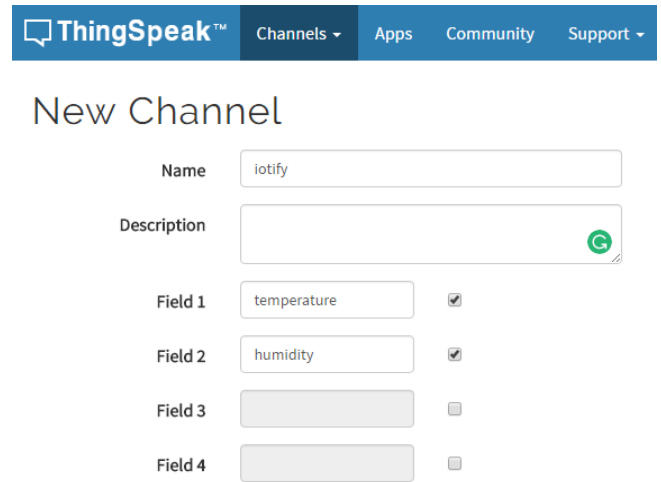 ThingSpeak™ Channels Apps Community Support
New Channel
Name iotify
Description
Field 1 temperature
Field 2 humidity
Field 3
Field 4